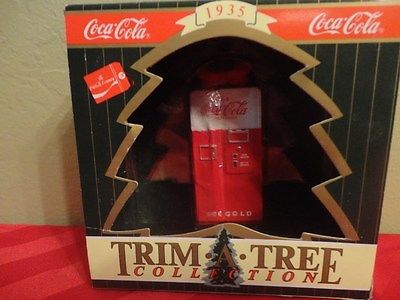 Coca-Cola
1935
Coca-Cola
Coca-Cola
ICE COLD
TRIM·A·TREE
COLLECTION